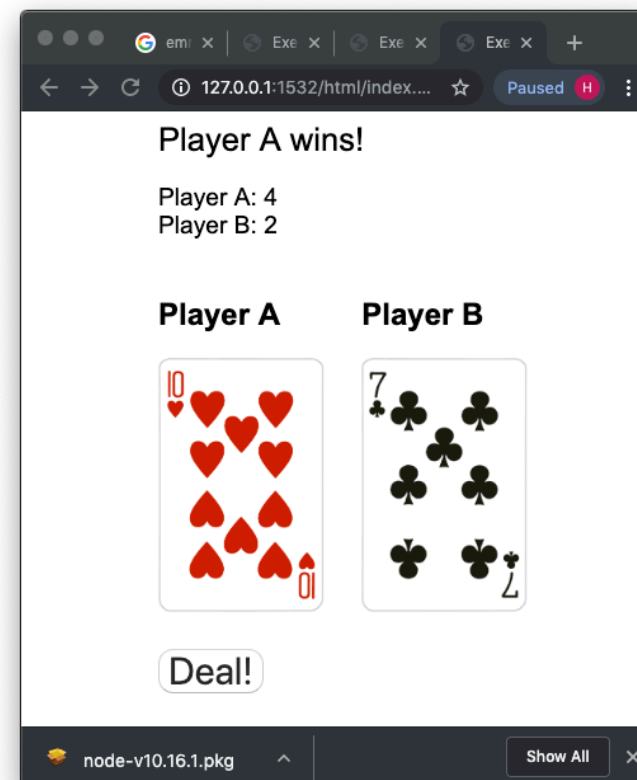 em
Exe
Exe
Exe
127.0.0.1:1532/html/index....
Paused
H
Player A wins!
Player A: 4
Player B: 2
Player A
Player B
10
7
10
7
Deal!
node-v10.16.1.pkg
Show All